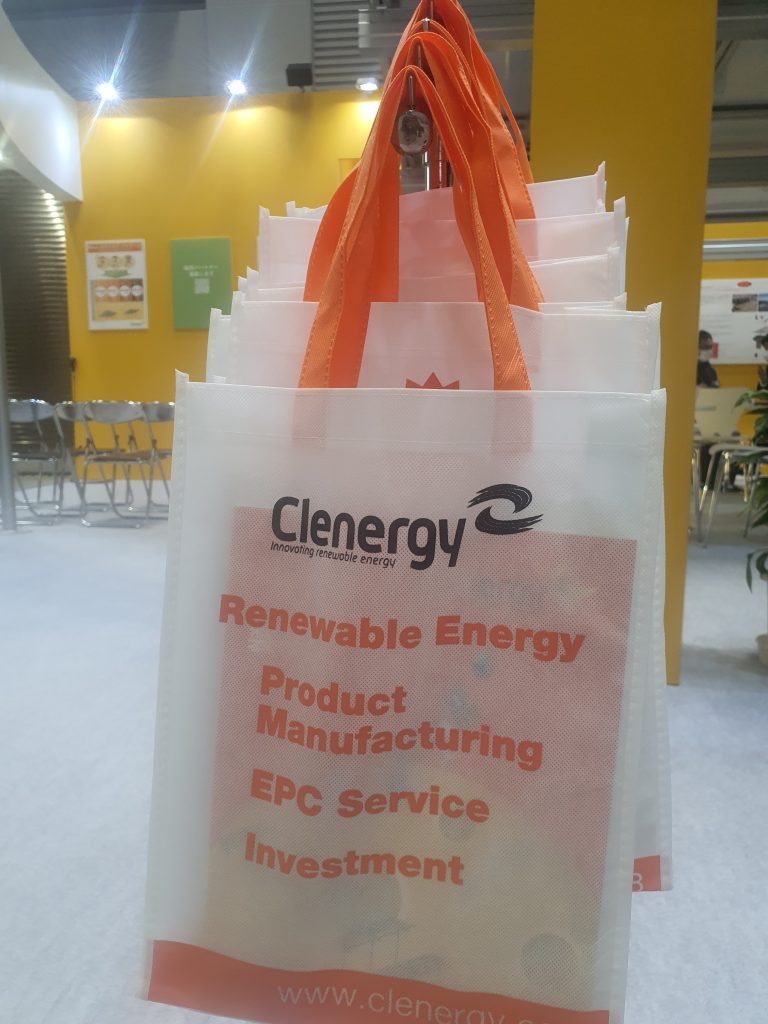 Clenergy
Innovating renewable energy
Renewable Energy
Product
Manufacturing
EPC Service
Investment
www.clenergy.c